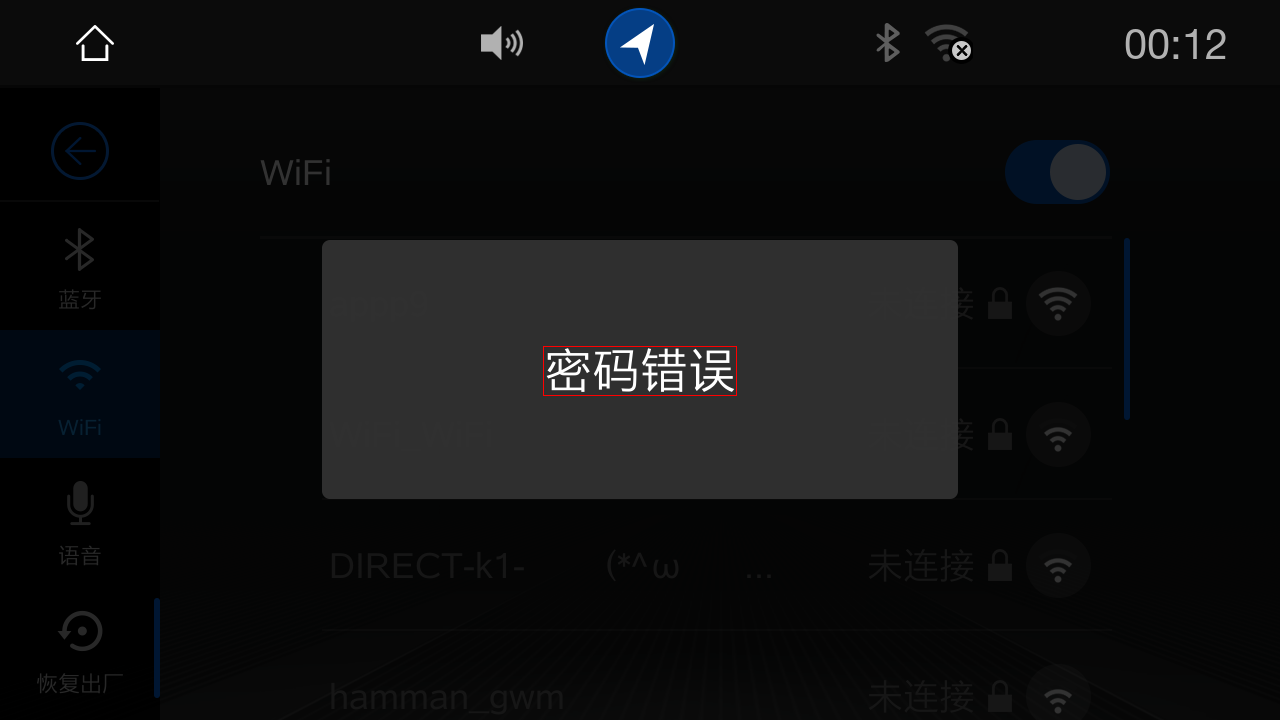 00:12
WiFi
蓝牙
接
密码错误
WiFi
接
语音
DIRECT-k1- (*^ω ... 未连接
恢复出厂
hamman_gwm 未连接